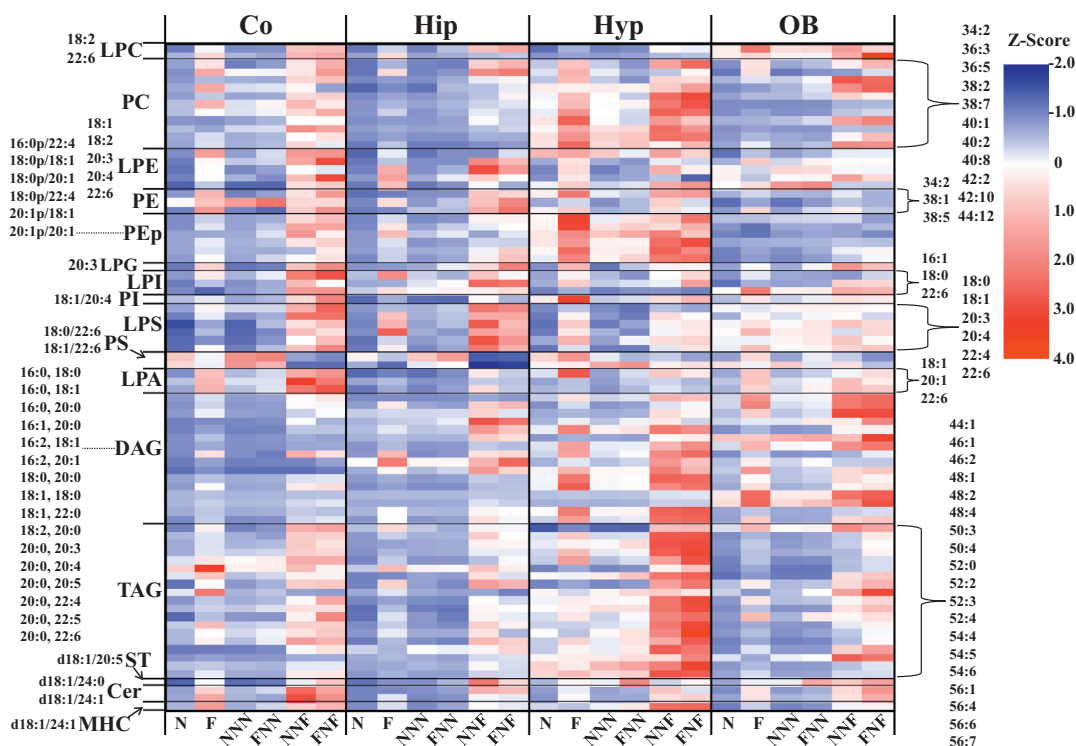 Co Hip Hyp OB
18:2
22:6
LPC
PC
18:1
18:2
20:3
20:4
22:6
LPE
16:0p/22:4
18:0p/18:1
18:0p/20:1
18:0p/22:4
20:1p/18:1
20:1p/20:1
PE
PEp
20:3 LPG
LPI
18:1/20:4 PI
LPS
18:0/22:6
18:1/22:6
PS
LPA
16:0, 18:0
16:0, 18:1
16:0, 20:0
16:1, 20:0
16:2, 18:1
16:2, 20:1
18:0, 20:0
18:1, 18:0
18:1, 22:0
18:2, 20:0
20:0, 20:3
20:0, 20:4
20:0, 20:5
20:0, 22:4
20:0, 22:5
20:0, 22:6
DAG
TAG
d18:1/20:5 ST
d18:1/24:0
d18:1/24:1
Cer
d18:1/24:1 MHC
N F NNN FNN NNF FNF N F NNN FNN NNF FNF N F NNN FNN NNF FNF N F NNN FNN NNF FNF
34:2
36:3
36:5
38:2
38:7
40:1
40:2
40:8
42:2
42:10
44:12
34:2
38:1
38:5
16:1
18:0
22:6
18:0
18:1
20:3
20:4
22:4
22:6
18:1
20:1
22:6
44:1
46:1
46:2
48:1
48:2
48:4
50:3
50:4
52:0
52:2
52:3
52:4
54:4
54:5
54:6
56:1
56:4
56:6
56:7
Z-Score
-2.0
-1.0
0
1.0
2.0
3.0
4.0